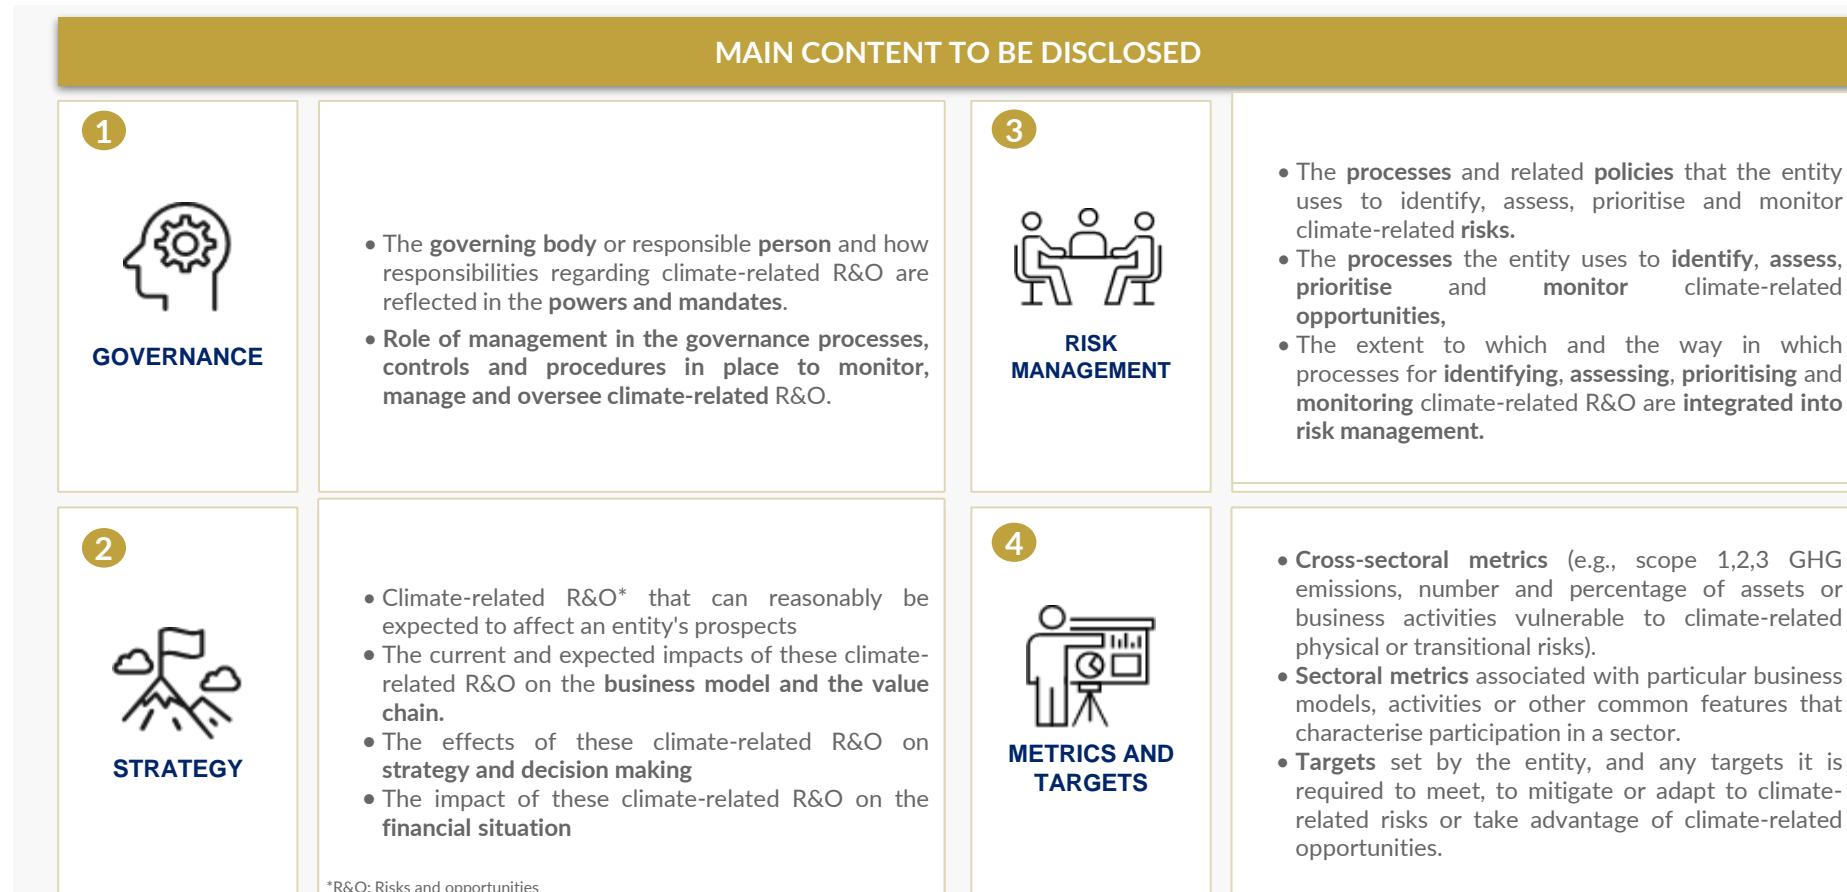 MAIN CONTENT TO BE DISCLOSED
1
GOVERNANCE
• The governing body or responsible person and how
responsibilities regarding climate-related R&O are
reflected in the powers and mandates.
• Role of management in the governance processes,
controls and procedures in place to monitor,
manage and oversee climate-related R&O.
2
STRATEGY
• Climate-related R&O* that can reasonably be
expected to affect an entity's prospects
• The current and expected impacts of these climate-
related R&O on the business model and the value
chain.
• The effects of these climate-related R&O on
strategy and decision making
• The impact of these climate-related R&O on the
financial situation
*R&O: Risks and opportunities
3
RISK
MANAGEMENT
• The processes and related policies that the entity
uses to identify, assess, prioritise and monitor
climate-related risks.
• The processes the entity uses to identify, assess,
prioritise and monitor climate-related
opportunities,
• The extent to which and the way in which
processes for identifying, assessing, prioritising and
monitoring climate-related R&O are integrated into
risk management.
4
METRICS AND
TARGETS
• Cross-sectoral metrics (e.g., scope 1,2,3 GHG
emissions, number and percentage of assets or
business activities vulnerable to climate-related
physical or transitional risks).
• Sectoral metrics associated with particular business
models, activities or other common features that
characterise participation in a sector.
• Targets set by the entity, and any targets it is
required to meet, to mitigate or adapt to climate-
related risks or take advantage of climate-related
opportunities.